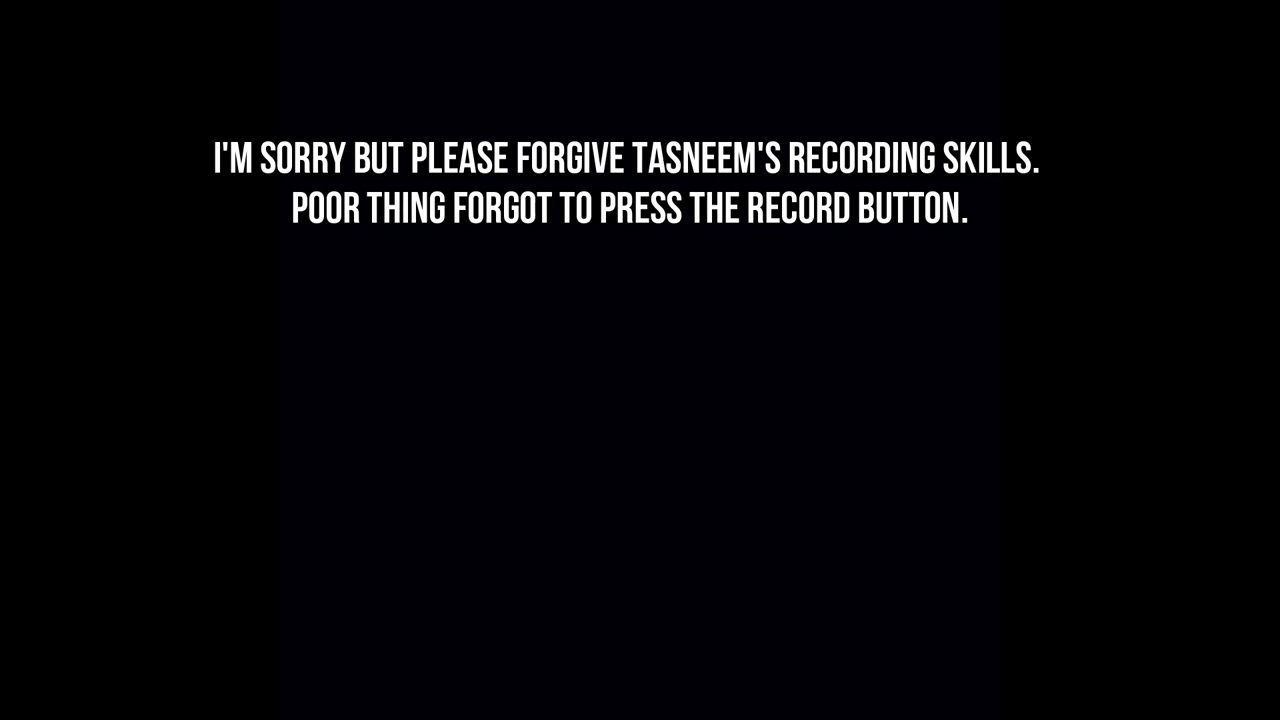 I'M SORRY BUT PLEASE FORGIVE TASNEEM'S RECORDING SKILLS.
POOR THING FORGOT TO PRESS THE RECORD BUTTON.